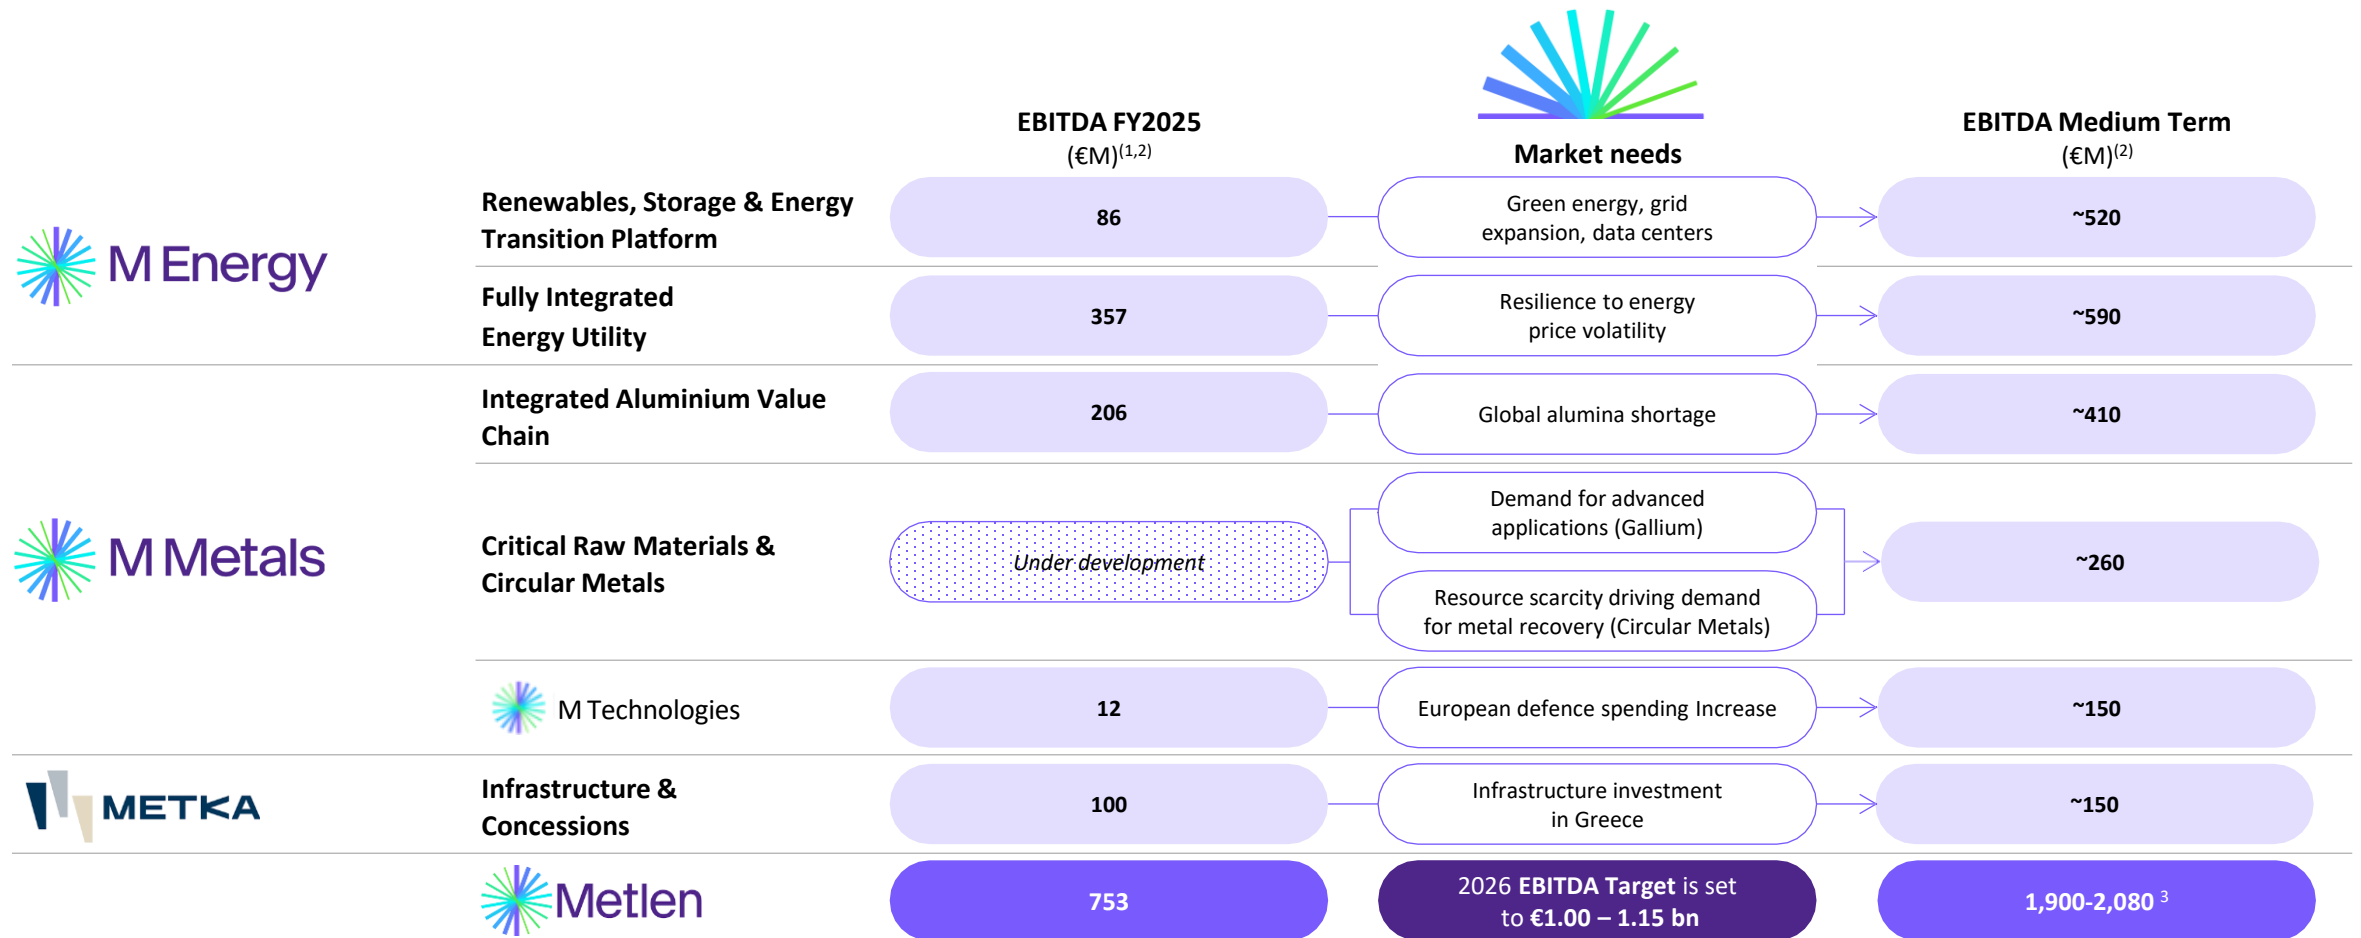 EBITDA FY2025
(€M)(1,2)
Market needs
EBITDA Medium Term
(€M)(2)
M Energy
Renewables, Storage & Energy
Transition Platform
86
Green energy, grid
expansion, data centers
~520
Fully Integrated
Energy Utility
357
Resilience to energy
price volatility
~590
M Metals
Integrated Aluminium Value
Chain
206
Global alumina shortage
~410
Critical Raw Materials &
Circular Metals
Under development
Demand for advanced
applications (Gallium)
Resource scarcity driving demand
for metal recovery (Circular Metals)
~260
M Technologies
12
European defence spending Increase
~150
METKA
Infrastructure &
Concessions
100
Infrastructure investment
in Greece
~150
Metlen
753
2026 EBITDA Target is set
to €1.00 – 1.15 bn
1,900-2,080 3